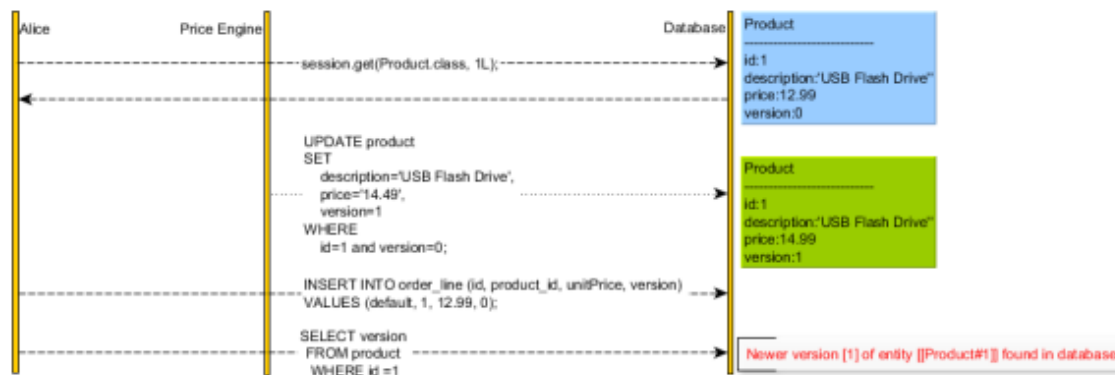 Alice
Price Engine
Database
Product
id:1
description:"USB Flash Drive"
price:12.99
version:0
session.get(Product.class, 1L);
UPDATE product
SET
description='USB Flash Drive',
price='14.49',
version=1
WHERE
id=1 and version=0;
Product
id:1
description:"USB Flash Drive"
price:14.99
version:1
INSERT INTO order_line (id, product_id, unitPrice, version)
VALUES (default, 1, 12.99, 0);
SELECT version
FROM product
WHERE id =1
Newer version [1] of entity [[Product#1]] found in database